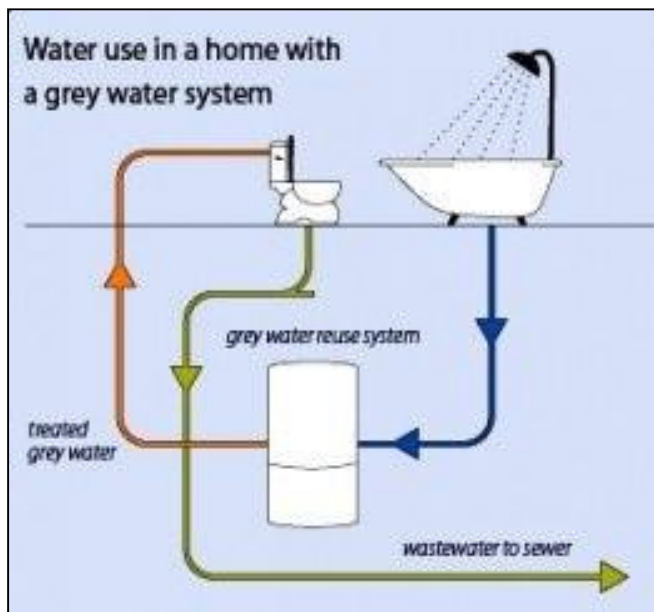 Water use in a home with
a grey water system
grey water reuse system
treated
grey water
wastewater to sewer